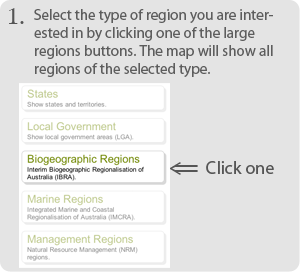 1. Select the type of region you are inter-
ested in by clicking one of the large
regions buttons. The map will show all
regions of the selected type.
States
Show states and territories.
Local Government
Show local government areas (LGA).
Biogeographic Regions
Interim Biogeographic Regionalisation of
Australia (IBRA).
Click one
Marine Regions
Integrated Marine and Coastal
Regionalisation of Australia (IMCRA).
Management Regions
Natural Resource Management (NRM)
regions.